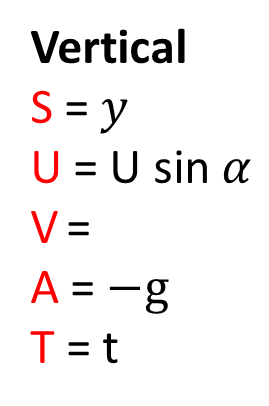 Vertical
S = y
U = U sin α
V =
A = −g
T = t